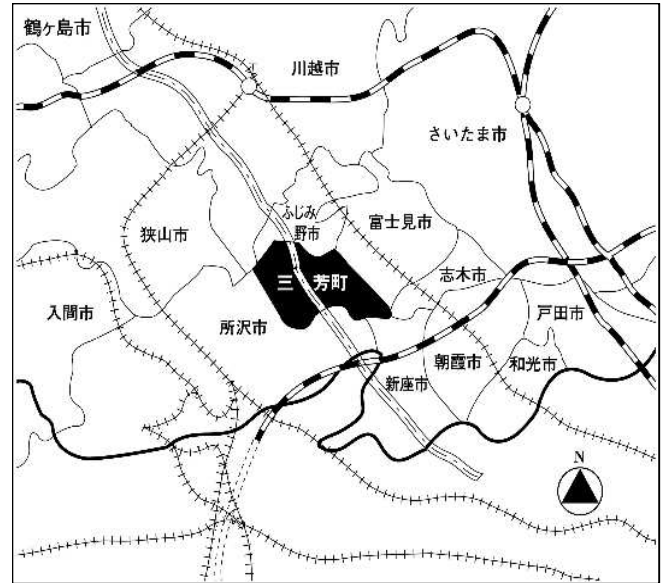 鶴ヶ島市
川越市
さいたま市
ふじみ
野市
富士見市
狭山市
三芳町
志木市
入間市
所沢市
戸田市
朝霞市
和光市
新座市
N